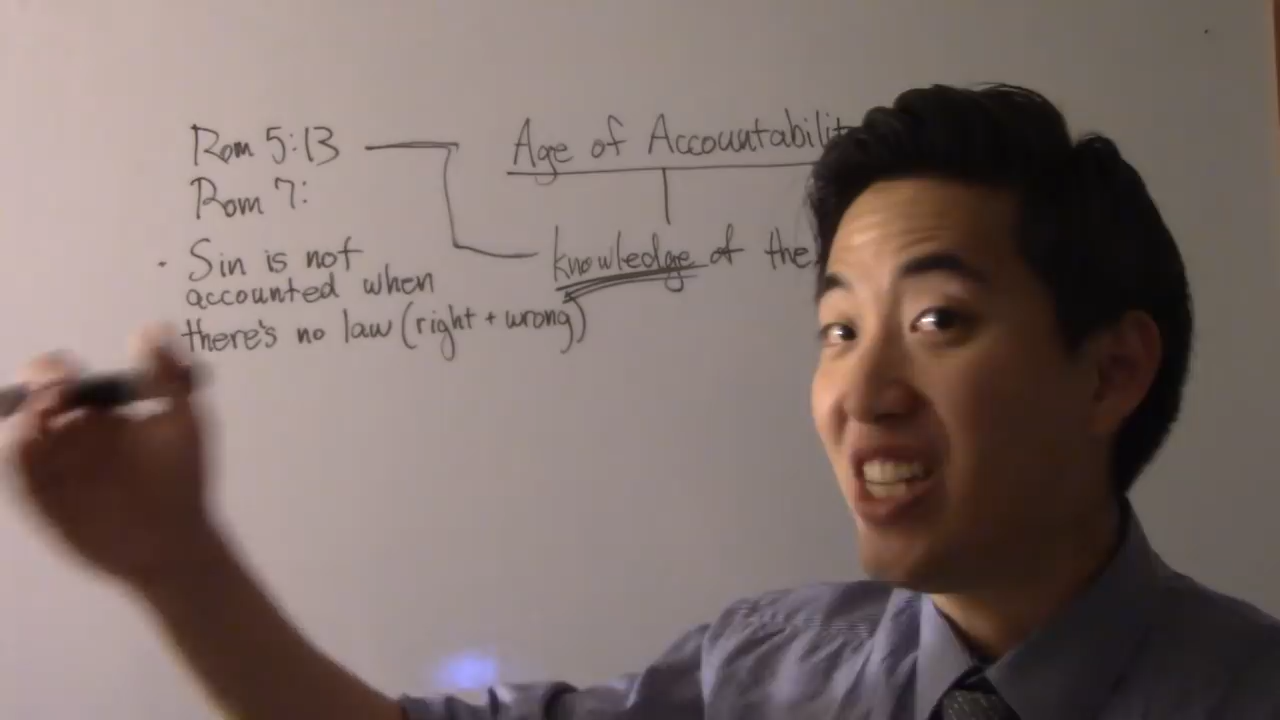 Rom 5:13
Rom 7:
· Sin is not
accounted when
there's no law (right + wrong)
Age of Accountability
knowledge of the